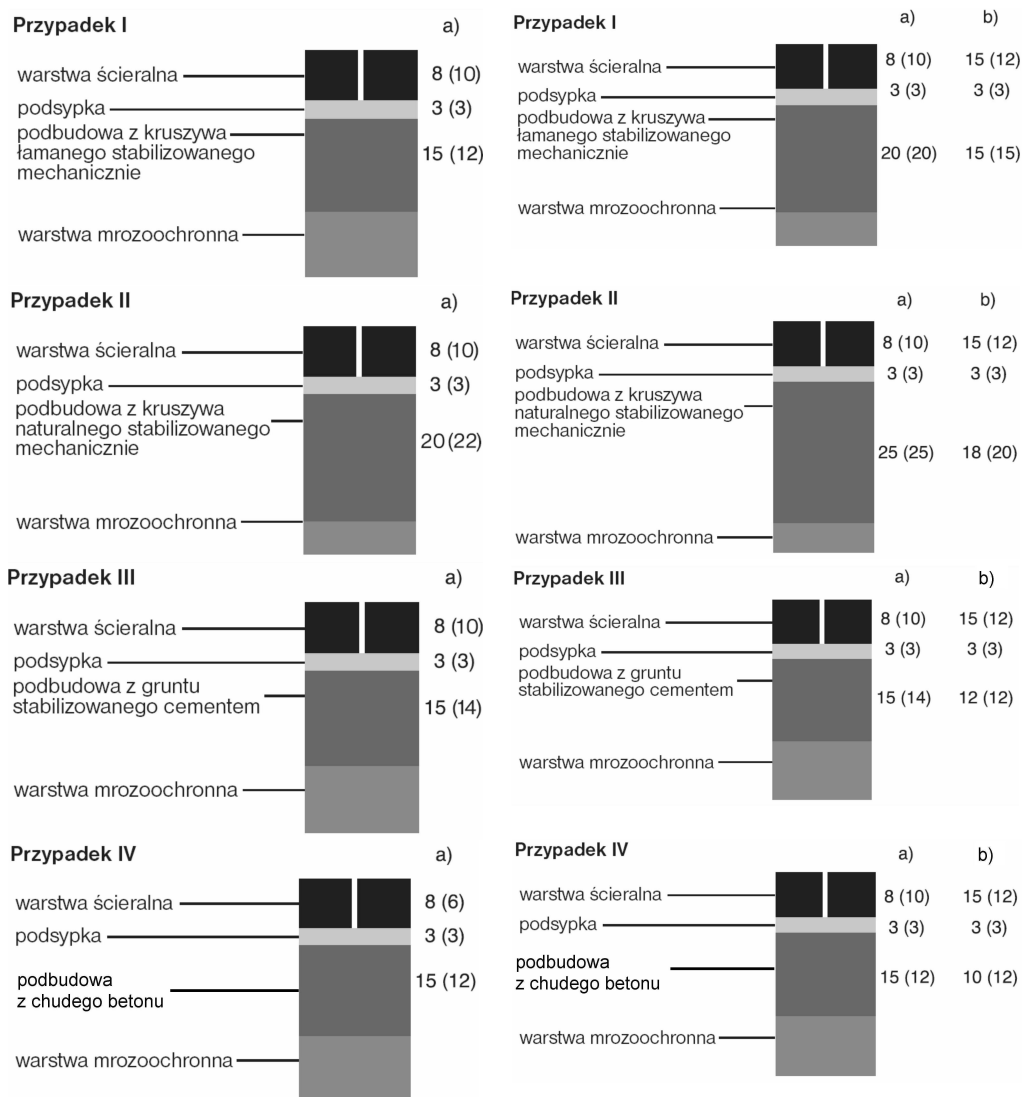 Przypadek I a)
warstwa ścieralna 8 (10)
podsypka 3 (3)
podbudowa z kruszywa
łamanego stabilizowanego 15 (12)
mechanicznie
warstwa mrozoochronna
Przypadek II a)
warstwa ścieralna 8 (10)
podsypka 3 (3)
podbudowa z kruszywa
naturalnego stabilizowanego
mechanicznie 20 (22)
warstwa mrozoochronna
Przypadek III a)
warstwa ścieralna 8 (10)
podsypka 3 (3)
podbudowa z gruntu
stabilizowanego cementem 15 (14)
warstwa mrozoochronna
Przypadek IV a)
warstwa ścieralna 8 (6)
podsypka 3 (3)
podbudowa 15 (12)
z chudego betonu
warstwa mrozoochronna
Przypadek I a) b)
warstwa ścieralna 8 (10) 15 (12)
podsypka 3 (3) 3 (3)
podbudowa z kruszywa
łamanego stabilizowanego
mechanicznie 20 (20) 15 (15)
warstwa mrozoochronna
Przypadek II a) b)
warstwa ścieralna 8 (10) 15 (12)
podsypka 3 (3) 3 (3)
podbudowa z kruszywa
naturalnego stabilizowanego
mechanicznie
25 (25) 18 (20)
warstwa mrozoochronna
Przypadek III a) b)
warstwa ścieralna 8 (10) 15 (12)
podsypka 3 (3) 3 (3)
podbudowa z gruntu
stabilizowanego cementem 15 (14) 12 (12)
warstwa mrozoochronna
Przypadek IV a) b)
warstwa ścieralna 8 (10) 15 (12)
podsypka 3 (3) 3 (3)
podbudowa
z chudego betonu 15 (12) 10 (12)
warstwa mrozoochronna